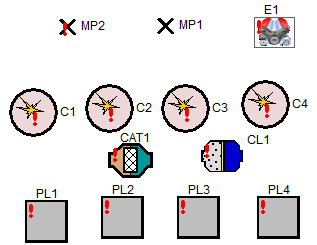 E1
MP2 MP1
C1 C2 C3 C4
CAT1 CL1
PL1 PL2 PL3 PL4